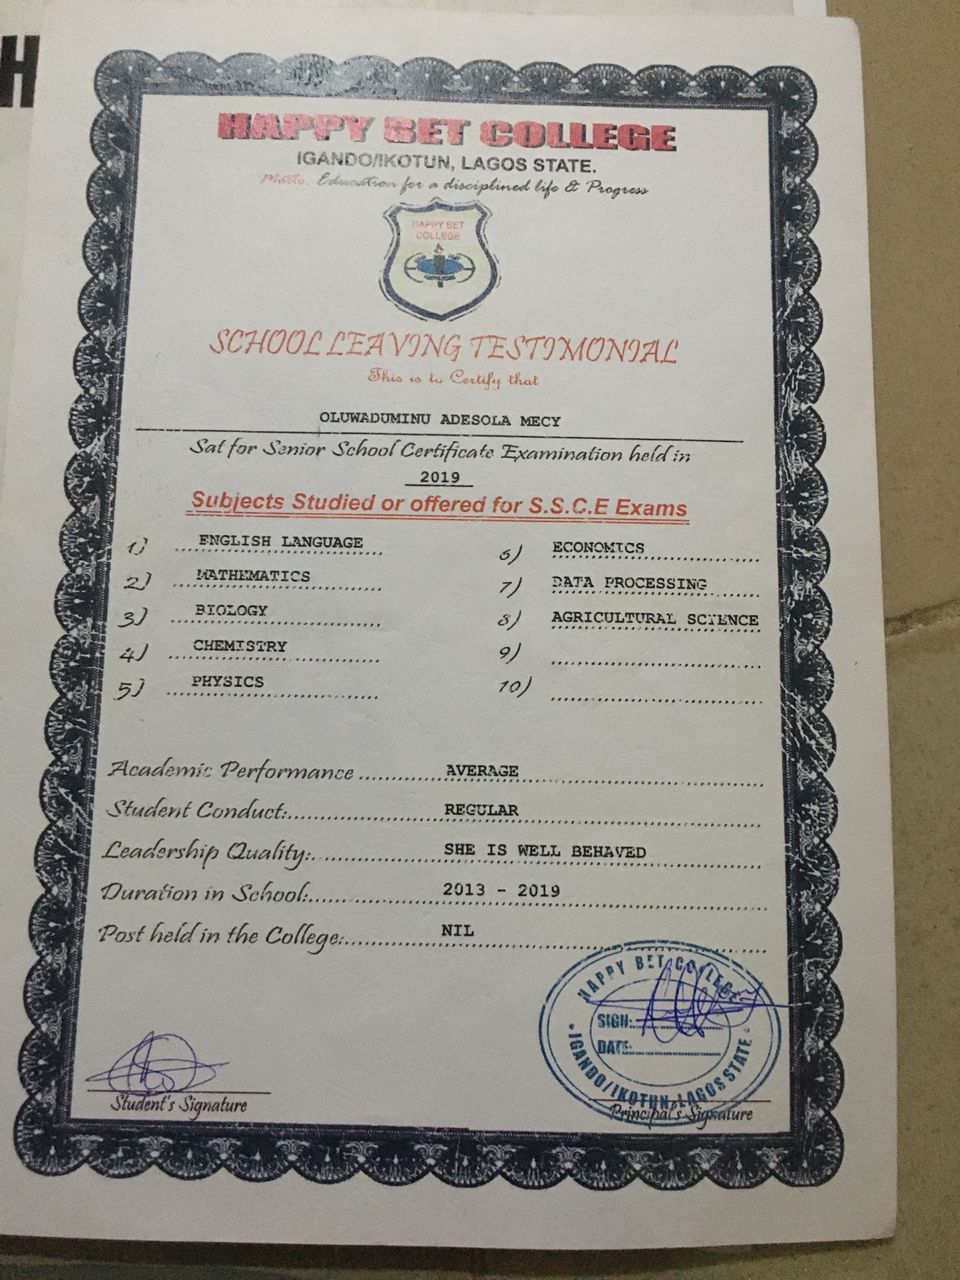 H
HAPPY BET COLLEGE
IGANDO/IKOTUN, LAGOS STATE.
Motto, Education for a disciplined life & Progress
HAPPY BET
COLLEGE
SCHOOL LEAVING TESTIMONIAL
This is to Certify that
OLUWADUMINU ADESOLA MECY
Sat for Senior School Certificate Examination held in
2019
Subjects Studied or offered for S.S.C.E Exams
1) ENGLISH LANGUAGE
2) MATHEMATICS
3) BIOLOGY
4) CHEMISTRY
5) PHYSICS
6) ECONOMICS
7) DATA PROCESSING
8) AGRICULTURAL SCIENCE
9)
10)
Academic Performance AVERAGE
Student Conduct: REGULAR
Leadership Quality: SHE IS WELL BEHAVED
Duration in School: 2013 - 2019
Post held in the College: NIL
HAPPY BET COLLEGE
SIGN:
DATE:
IGANDO/IKOTUN, LAGOS STATE
Student's Signature
Principal's Signature